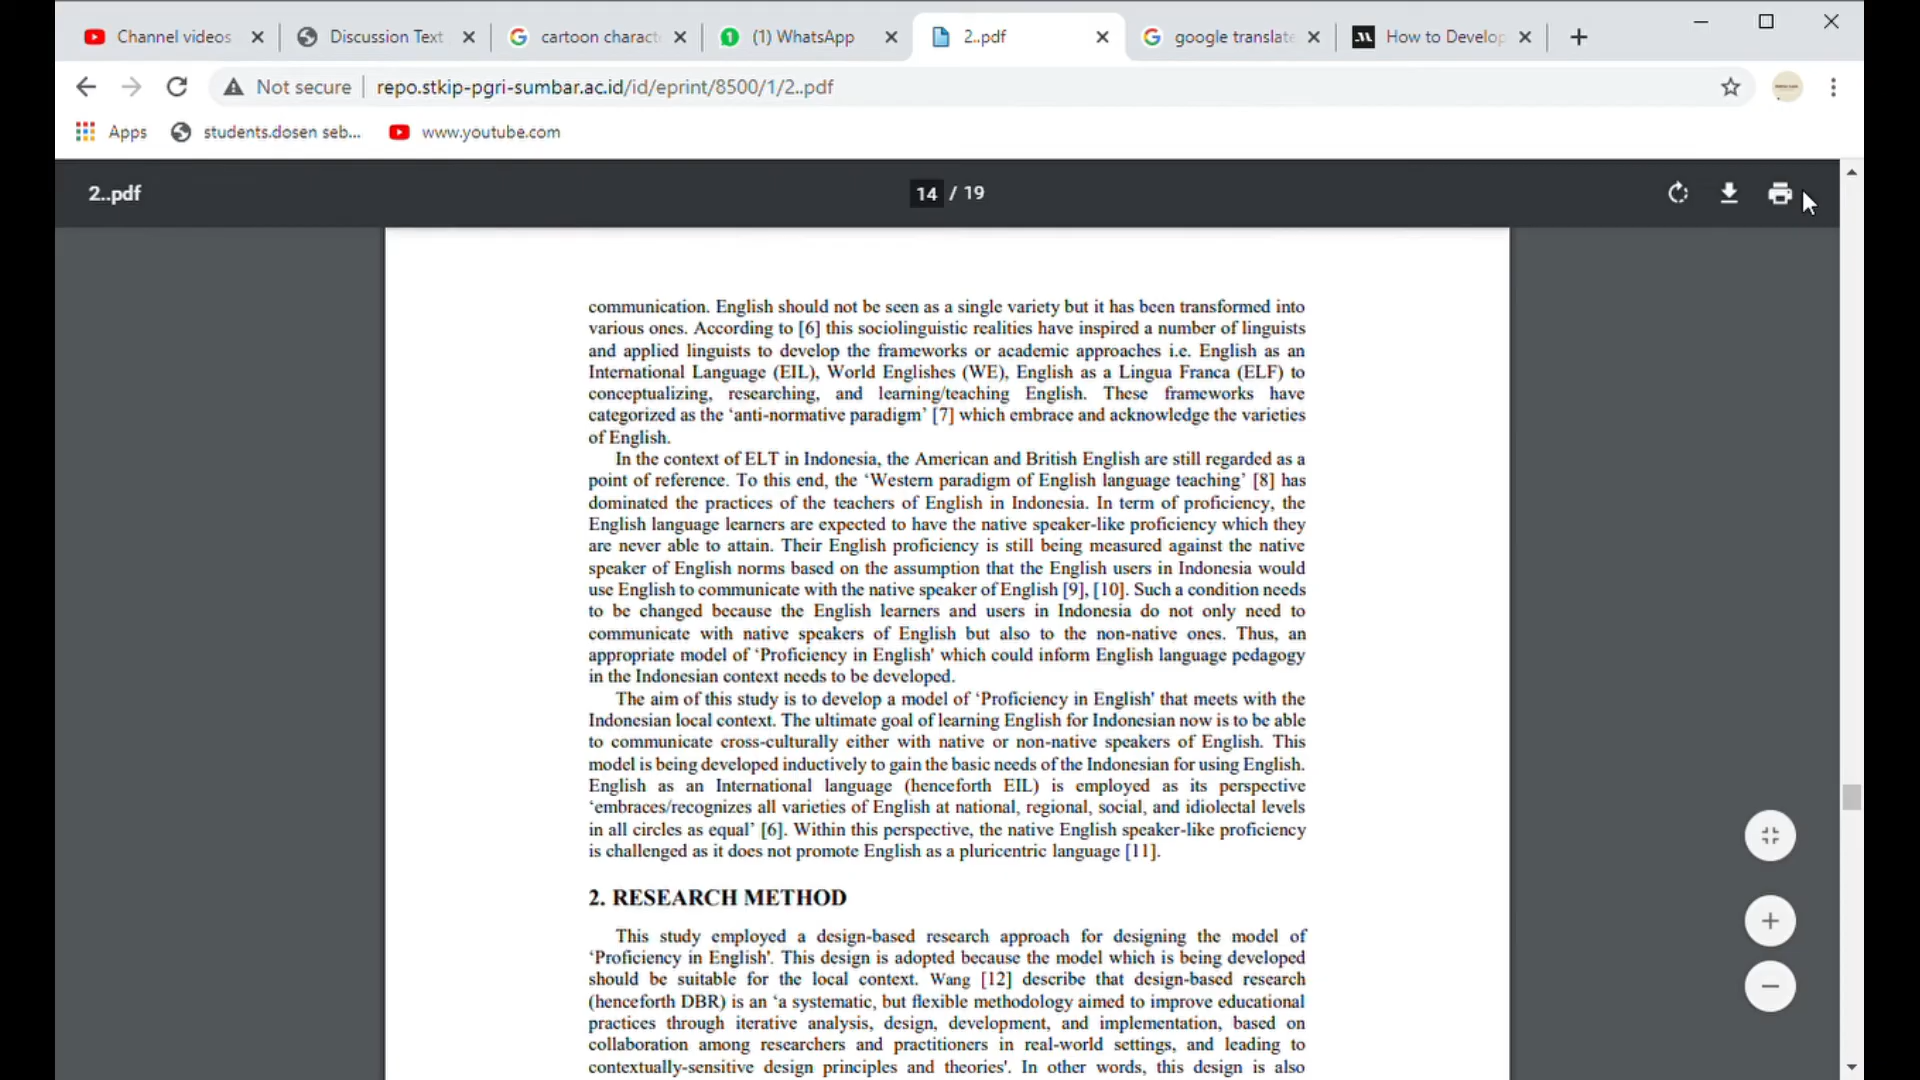 Channel videos
Discussion Text
cartoon charact
(1) WhatsApp
2..pdf
google translate
How to Develop
Not secure
repo.stkip-pgri-sumbar.ac.id/id/eprint/8500/1/2..pdf
Apps
students.dosen seb...
www.youtube.com
2..pdf
14 / 19
communication. English should not be seen as a single variety but it has been transformed into
various ones. According to [6] this sociolinguistic realities have inspired a number of linguists
and applied linguists to develop the frameworks or academic approaches i.e. English as an
International Language (EIL), World Englishes (WE), English as a Lingua Franca (ELF) to
conceptualizing, researching, and learning/teaching English. These frameworks have
categorized as the ‘anti-normative paradigm’ [7] which embrace and acknowledge the varieties
of English.
In the context of ELT in Indonesia, the American and British English are still regarded as a
point of reference. To this end, the ‘Western paradigm of English language teaching’ [8] has
dominated the practices of the teachers of English in Indonesia. In term of proficiency, the
English language learners are expected to have the native speaker-like proficiency which they
are never able to attain. Their English proficiency is still being measured against the native
speaker of English norms based on the assumption that the English users in Indonesia would
use English to communicate with the native speaker of English [9], [10]. Such a condition needs
to be changed because the English learners and users in Indonesia do not only need to
communicate with native speakers of English but also to the non-native ones. Thus, an
appropriate model of ‘Proficiency in English’ which could inform English language pedagogy
in the Indonesian context needs to be developed.
The aim of this study is to develop a model of ‘Proficiency in English’ that meets with the
Indonesian local context. The ultimate goal of learning English for Indonesian now is to be able
to communicate cross-culturally either with native or non-native speakers of English. This
model is being developed inductively to gain the basic needs of the Indonesian for using English.
English as an International language (henceforth EIL) is employed as its perspective
‘embraces/recognizes all varieties of English at national, regional, social, and idiolectal levels
in all circles as equal’ [6]. Within this perspective, the native English speaker-like proficiency
is challenged as it does not promote English as a pluricentric language [11].
2. RESEARCH METHOD
This study employed a design-based research approach for designing the model of
‘Proficiency in English’. This design is adopted because the model which is being developed
should be suitable for the local context. Wang [12] describe that design-based research
(henceforth DBR) is an ‘a systematic, but flexible methodology aimed to improve educational
practices through iterative analysis, design, development, and implementation, based on
collaboration among researchers and practitioners in real-world settings, and leading to
contextually-sensitive design principles and theories’. In other words, this design is also